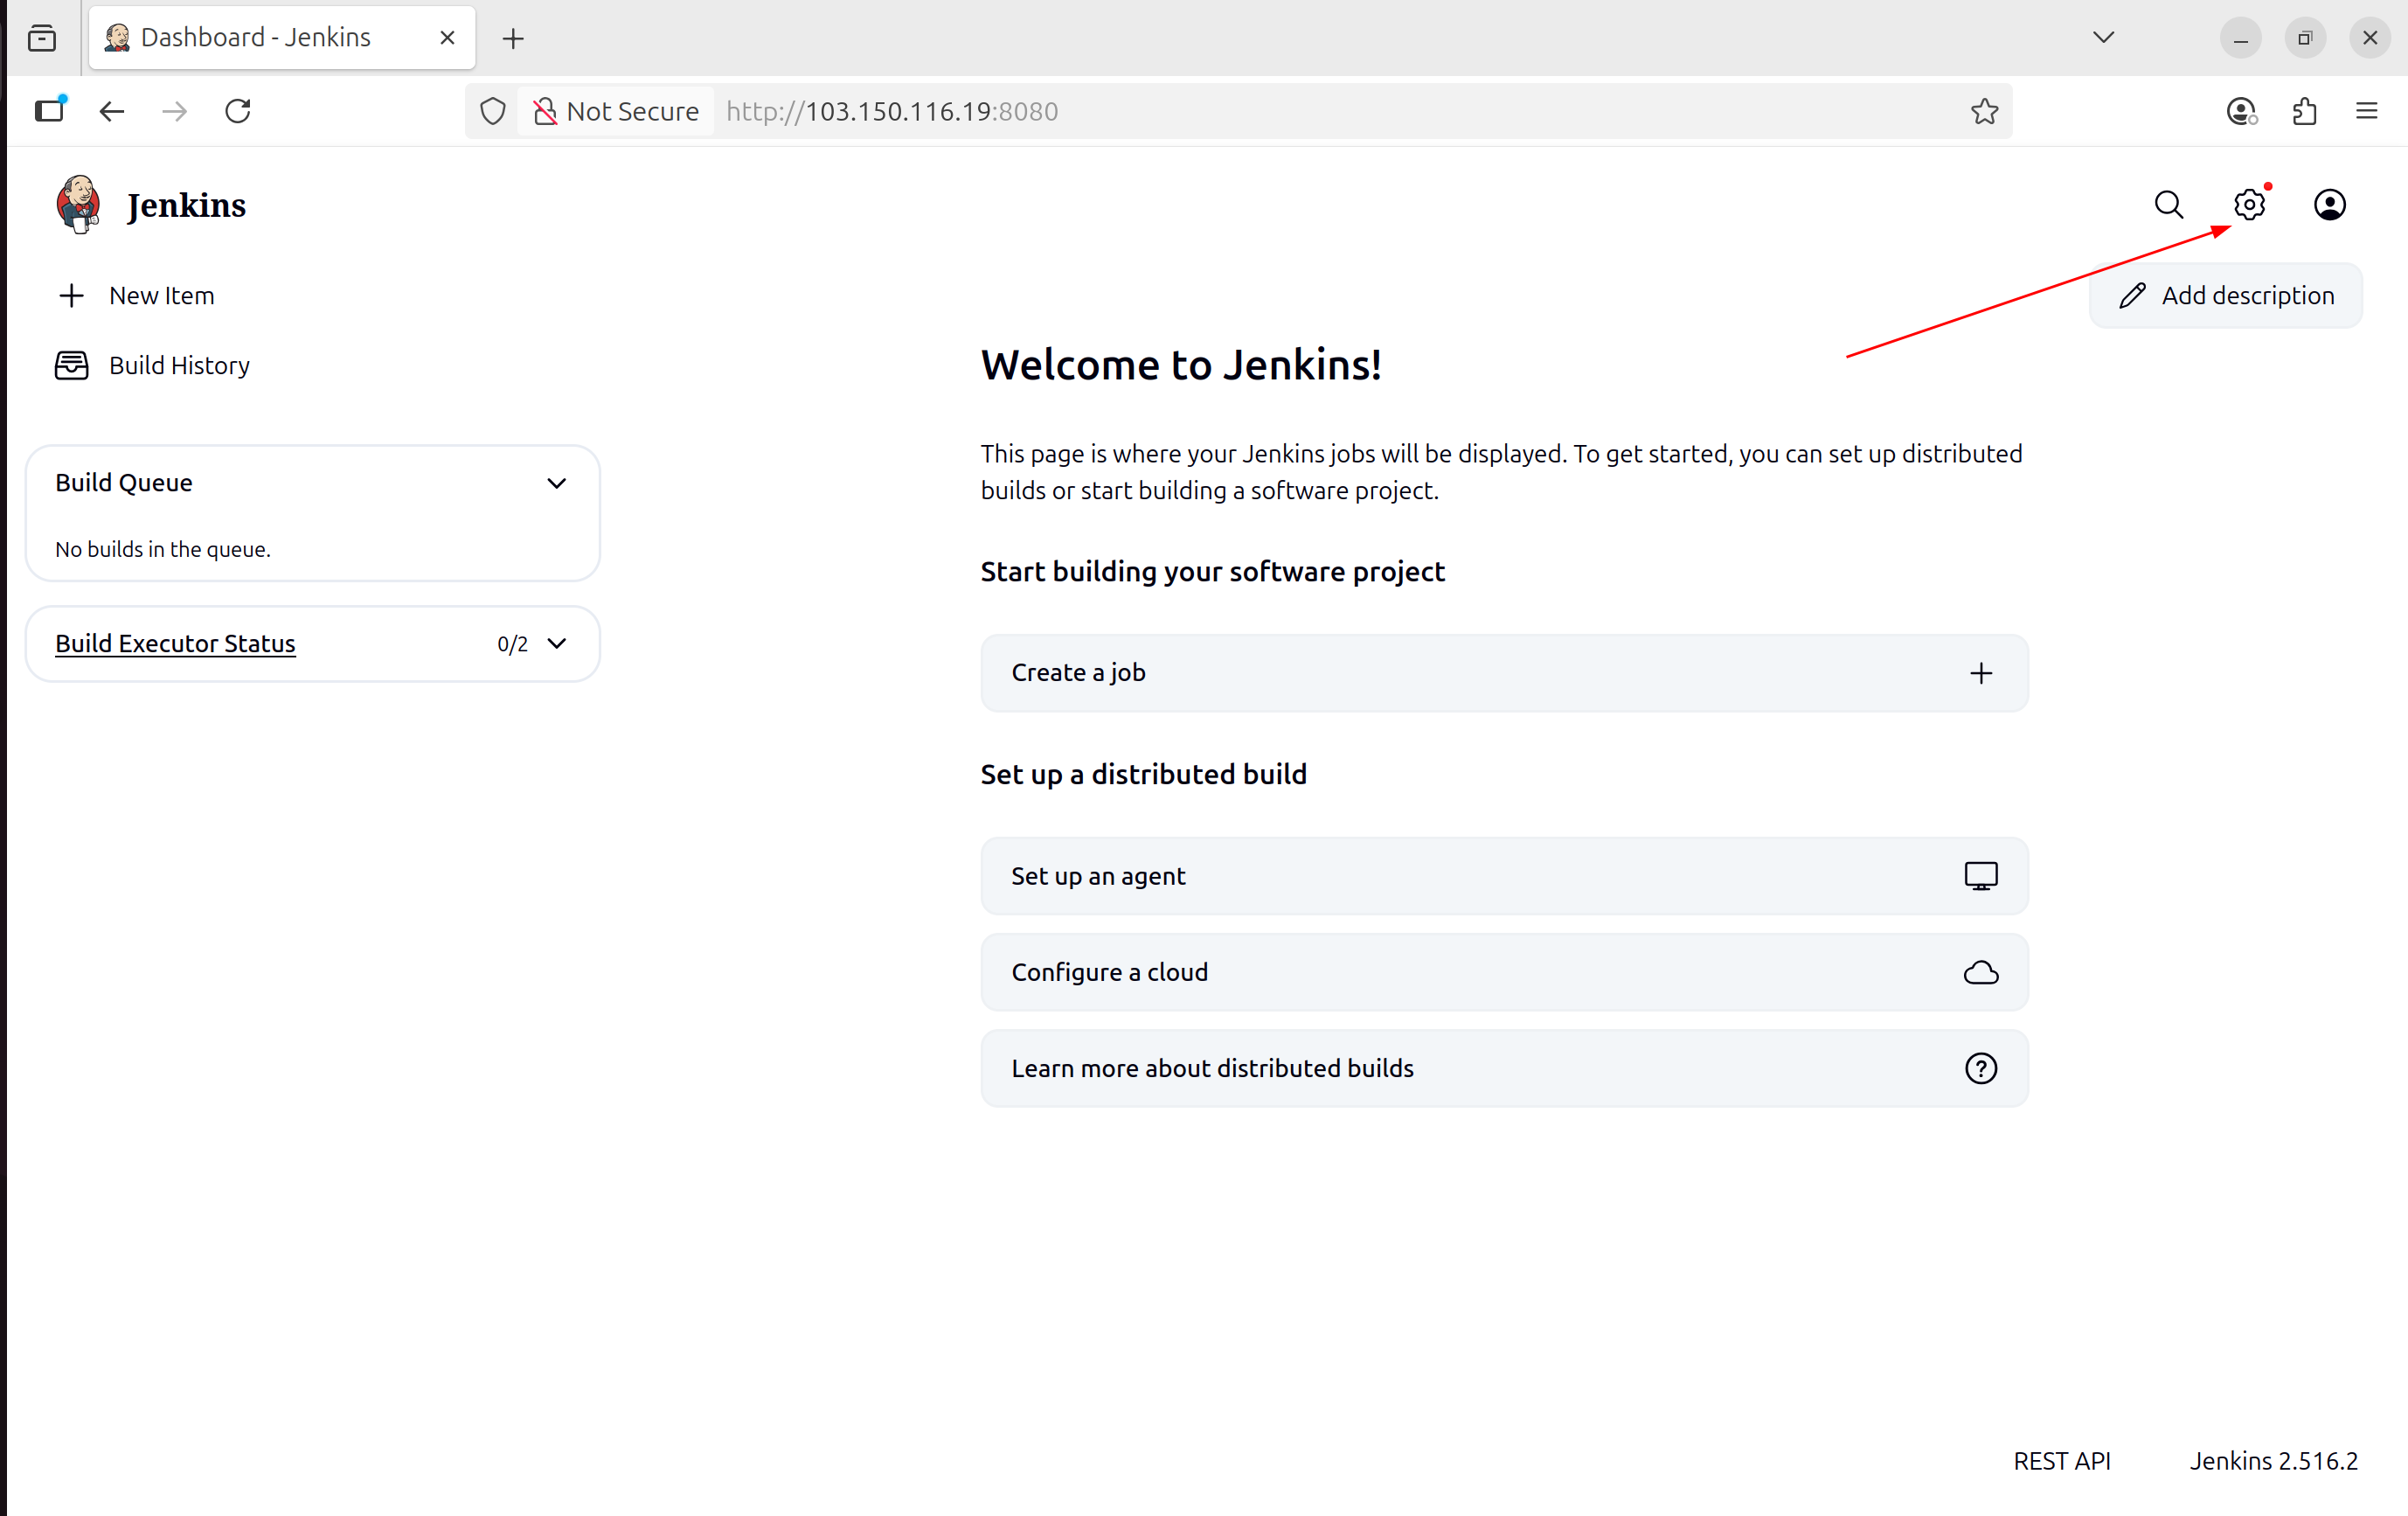 Dashboard - Jenkins
Not Secure http://103.150.116.19:8080
Jenkins
New Item
Add description
Build History
Welcome to Jenkins!
This page is where your Jenkins jobs will be displayed. To get started, you can set up distributed
builds or start building a software project.
Build Queue
No builds in the queue.
Start building your software project
Build Executor Status 0/2
Create a job
Set up a distributed build
Set up an agent
Configure a cloud
Learn more about distributed builds
REST API Jenkins 2.516.2